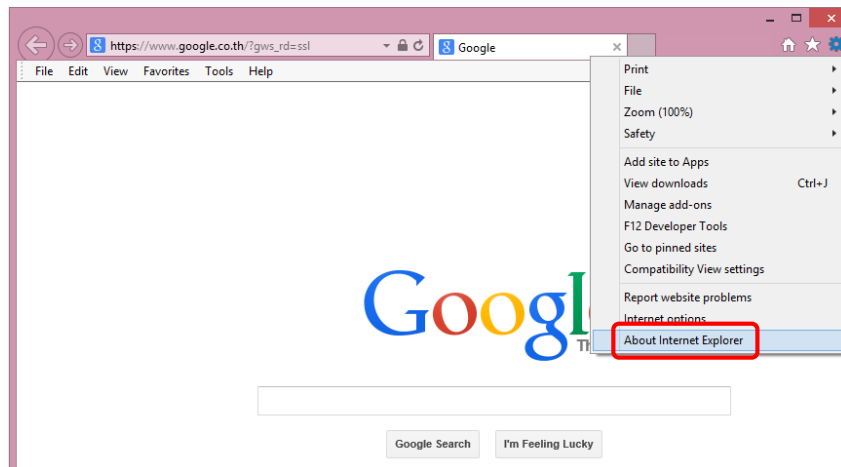 https://www.google.co.th/?gws_rd=ssl
Google
File Edit View Favorites Tools Help
Print
File
Zoom (100%)
Safety
Add site to Apps
View downloads Ctrl+J
Manage add-ons
F12 Developer Tools
Go to pinned sites
Compatibility View settings
Report website problems
Internet options
About Internet Explorer
Googl
Th
Google Search I'm Feeling Lucky